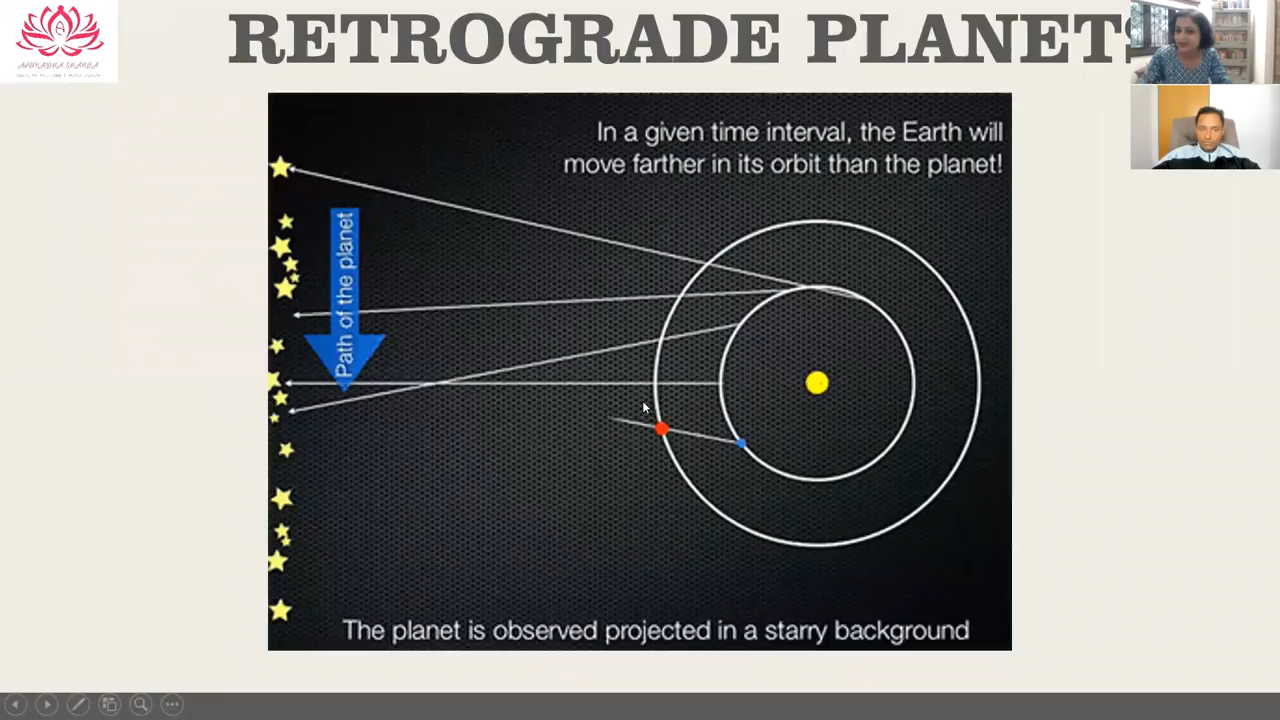 RETROGRADE PLANETS
In a given time interval, the Earth will
move farther in its orbit than the planet!
Path of the planet
The planet is observed projected in a starry background